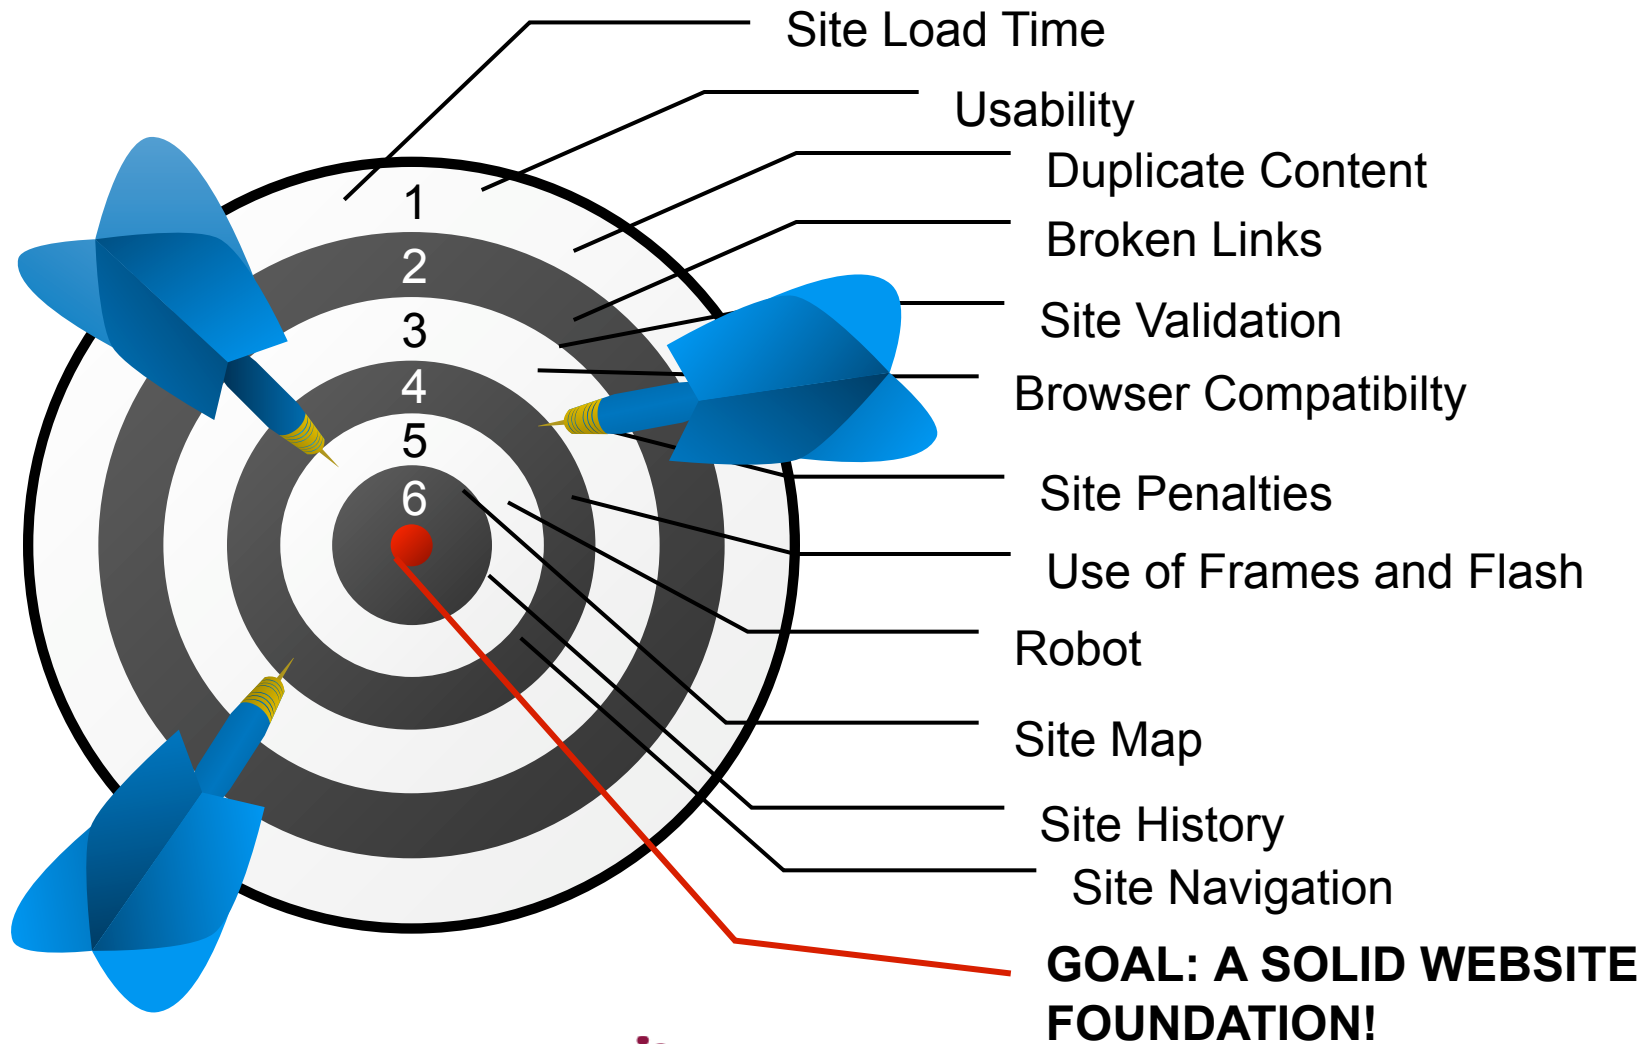 Site Load Time
Usability
Duplicate Content
Broken Links
Site Validation
Browser Compatibilty
Site Penalties
Use of Frames and Flash
Robot
Site Map
Site History
Site Navigation
GOAL: A SOLID WEBSITE
FOUNDATION!
1
2
3
4
5
6